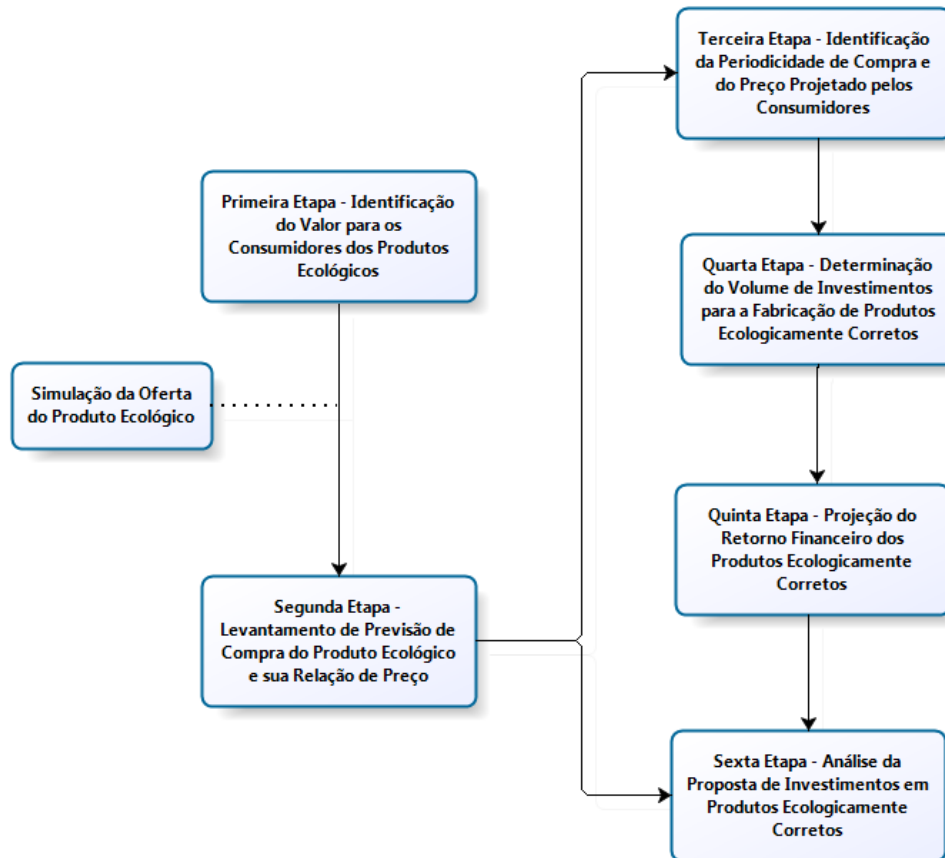 Primeira Etapa - Identificação
do Valor para os
Consumidores dos Produtos
Ecológicos
Simulação da Oferta
do Produto Ecológico
Segunda Etapa -
Levantamento de Previsão de
Compra do Produto Ecológico
e sua Relação de Preço
Terceira Etapa - Identificação
da Periodicidade de Compra e
do Preço Projetado pelos
Consumidores
Quarta Etapa - Determinação
do Volume de Investimentos
para a Fabricação de Produtos
Ecologicamente Corretos
Quinta Etapa - Projeção do
Retorno Financeiro dos
Produtos Ecologicamente
Corretos
Sexta Etapa - Análise da
Proposta de Investimentos em
Produtos Ecologicamente
Corretos